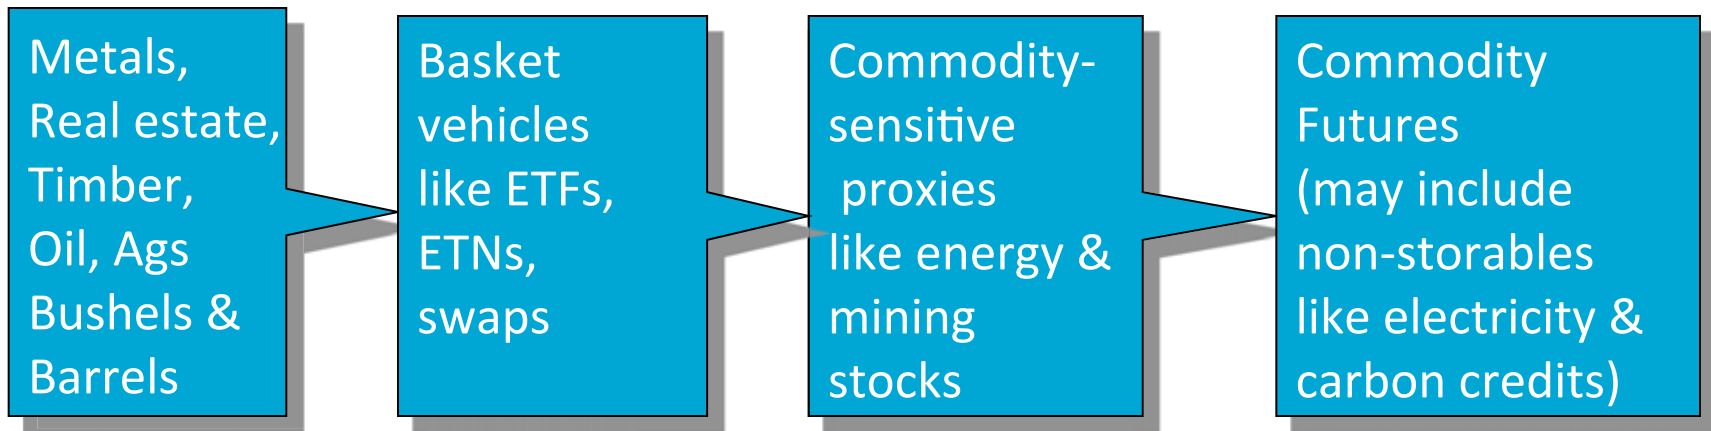 Metals,
Real estate,
Timber,
Oil, Ags
Bushels &
Barrels
Basket
vehicles
like ETFs,
ETNs,
swaps
Commodity-
sensitive
proxies
like energy &
mining
stocks
Commodity
Futures
(may include
non-storables
like electricity &
carbon credits)